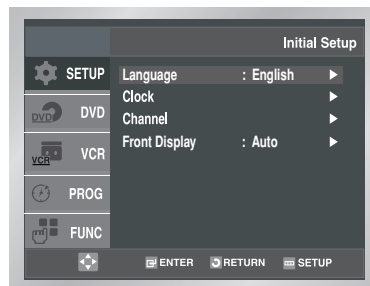 Initial Setup
SETUP
Language : English ►
Clock ►
Channel ►
Front Display : Auto ►
DVD DVD
VCR VCR
PROG
FUNC
ENTER RETURN SETUP